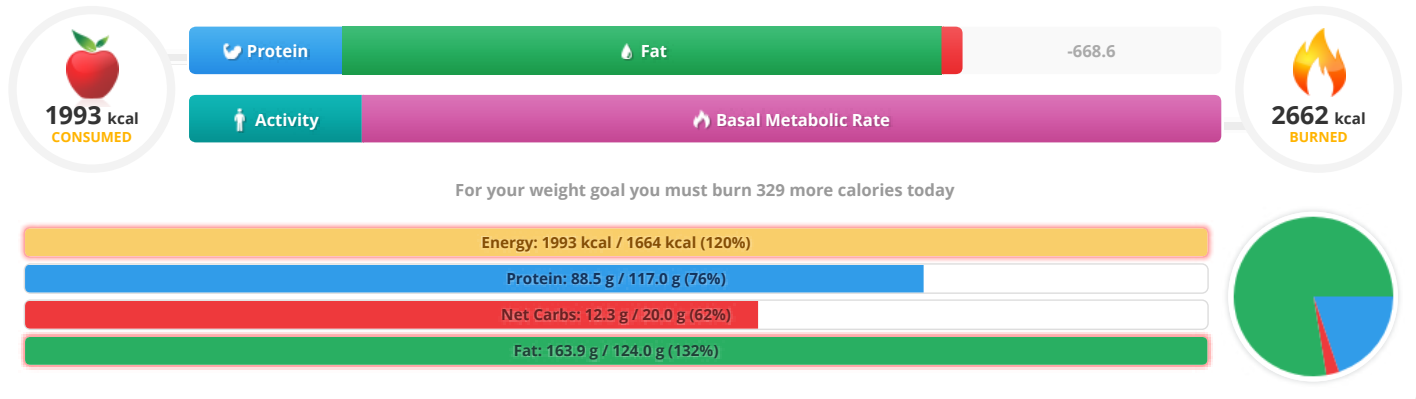 1993 kcal
CONSUMED
Protein
Fat
-668.6
Activity
Basal Metabolic Rate
2662 kcal
BURNED
For your weight goal you must burn 329 more calories today
Energy: 1993 kcal / 1664 kcal (120%)
Protein: 88.5 g / 117.0 g (76%)
Net Carbs: 12.3 g / 20.0 g (62%)
Fat: 163.9 g / 124.0 g (132%)